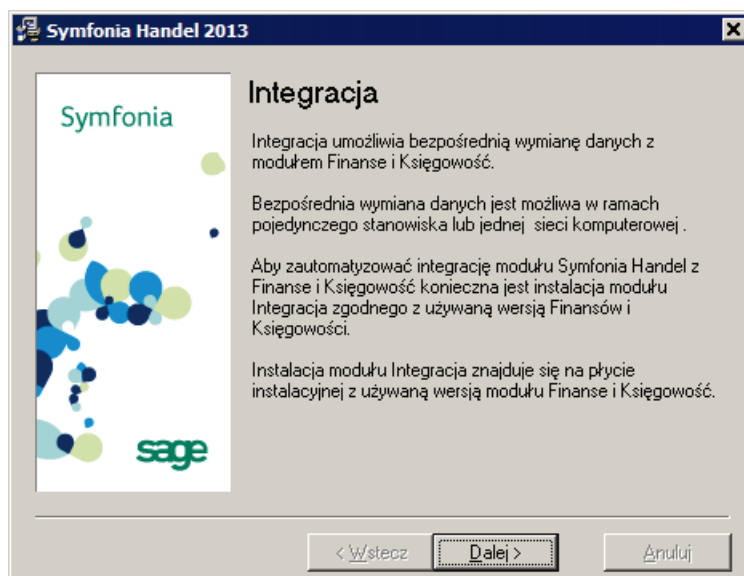 Symfonia Handel 2013
Symfonia
Integracja
Integracja umożliwia bezpośrednią wymianę danych z
modułem Finanse i Księgowość.
Bezpośrednia wymiana danych jest możliwa w ramach
pojedynczego stanowiska lub jednej  sieci komputerowej .
Aby zautomatyzować integrację modułu Symfonia Handel z
Finanse i Księgowość konieczna jest instalacja modułu
Integracja zgodnego z używaną wersją Finansów i
Księgowości.
Instalacja modułu Integracja znajduje się na płycie
instalacyjnej z używaną wersją modułu Finanse i Księgowość.
sage
< Wstecz
Dalej >
Anuluj